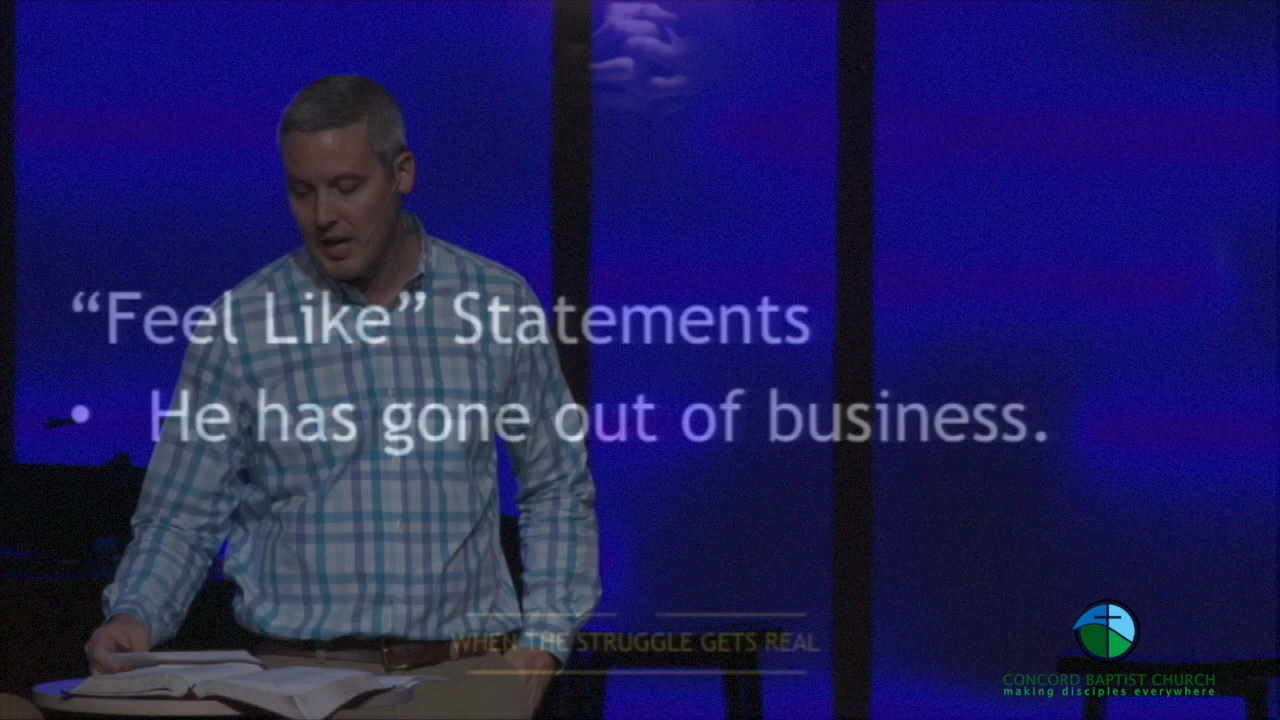 “Feel Like” Statements
• He has gone out of business.
WHEN THE STRUGGLE GETS REAL
CONCORD BAPTIST CHURCH
making disciples everywhere